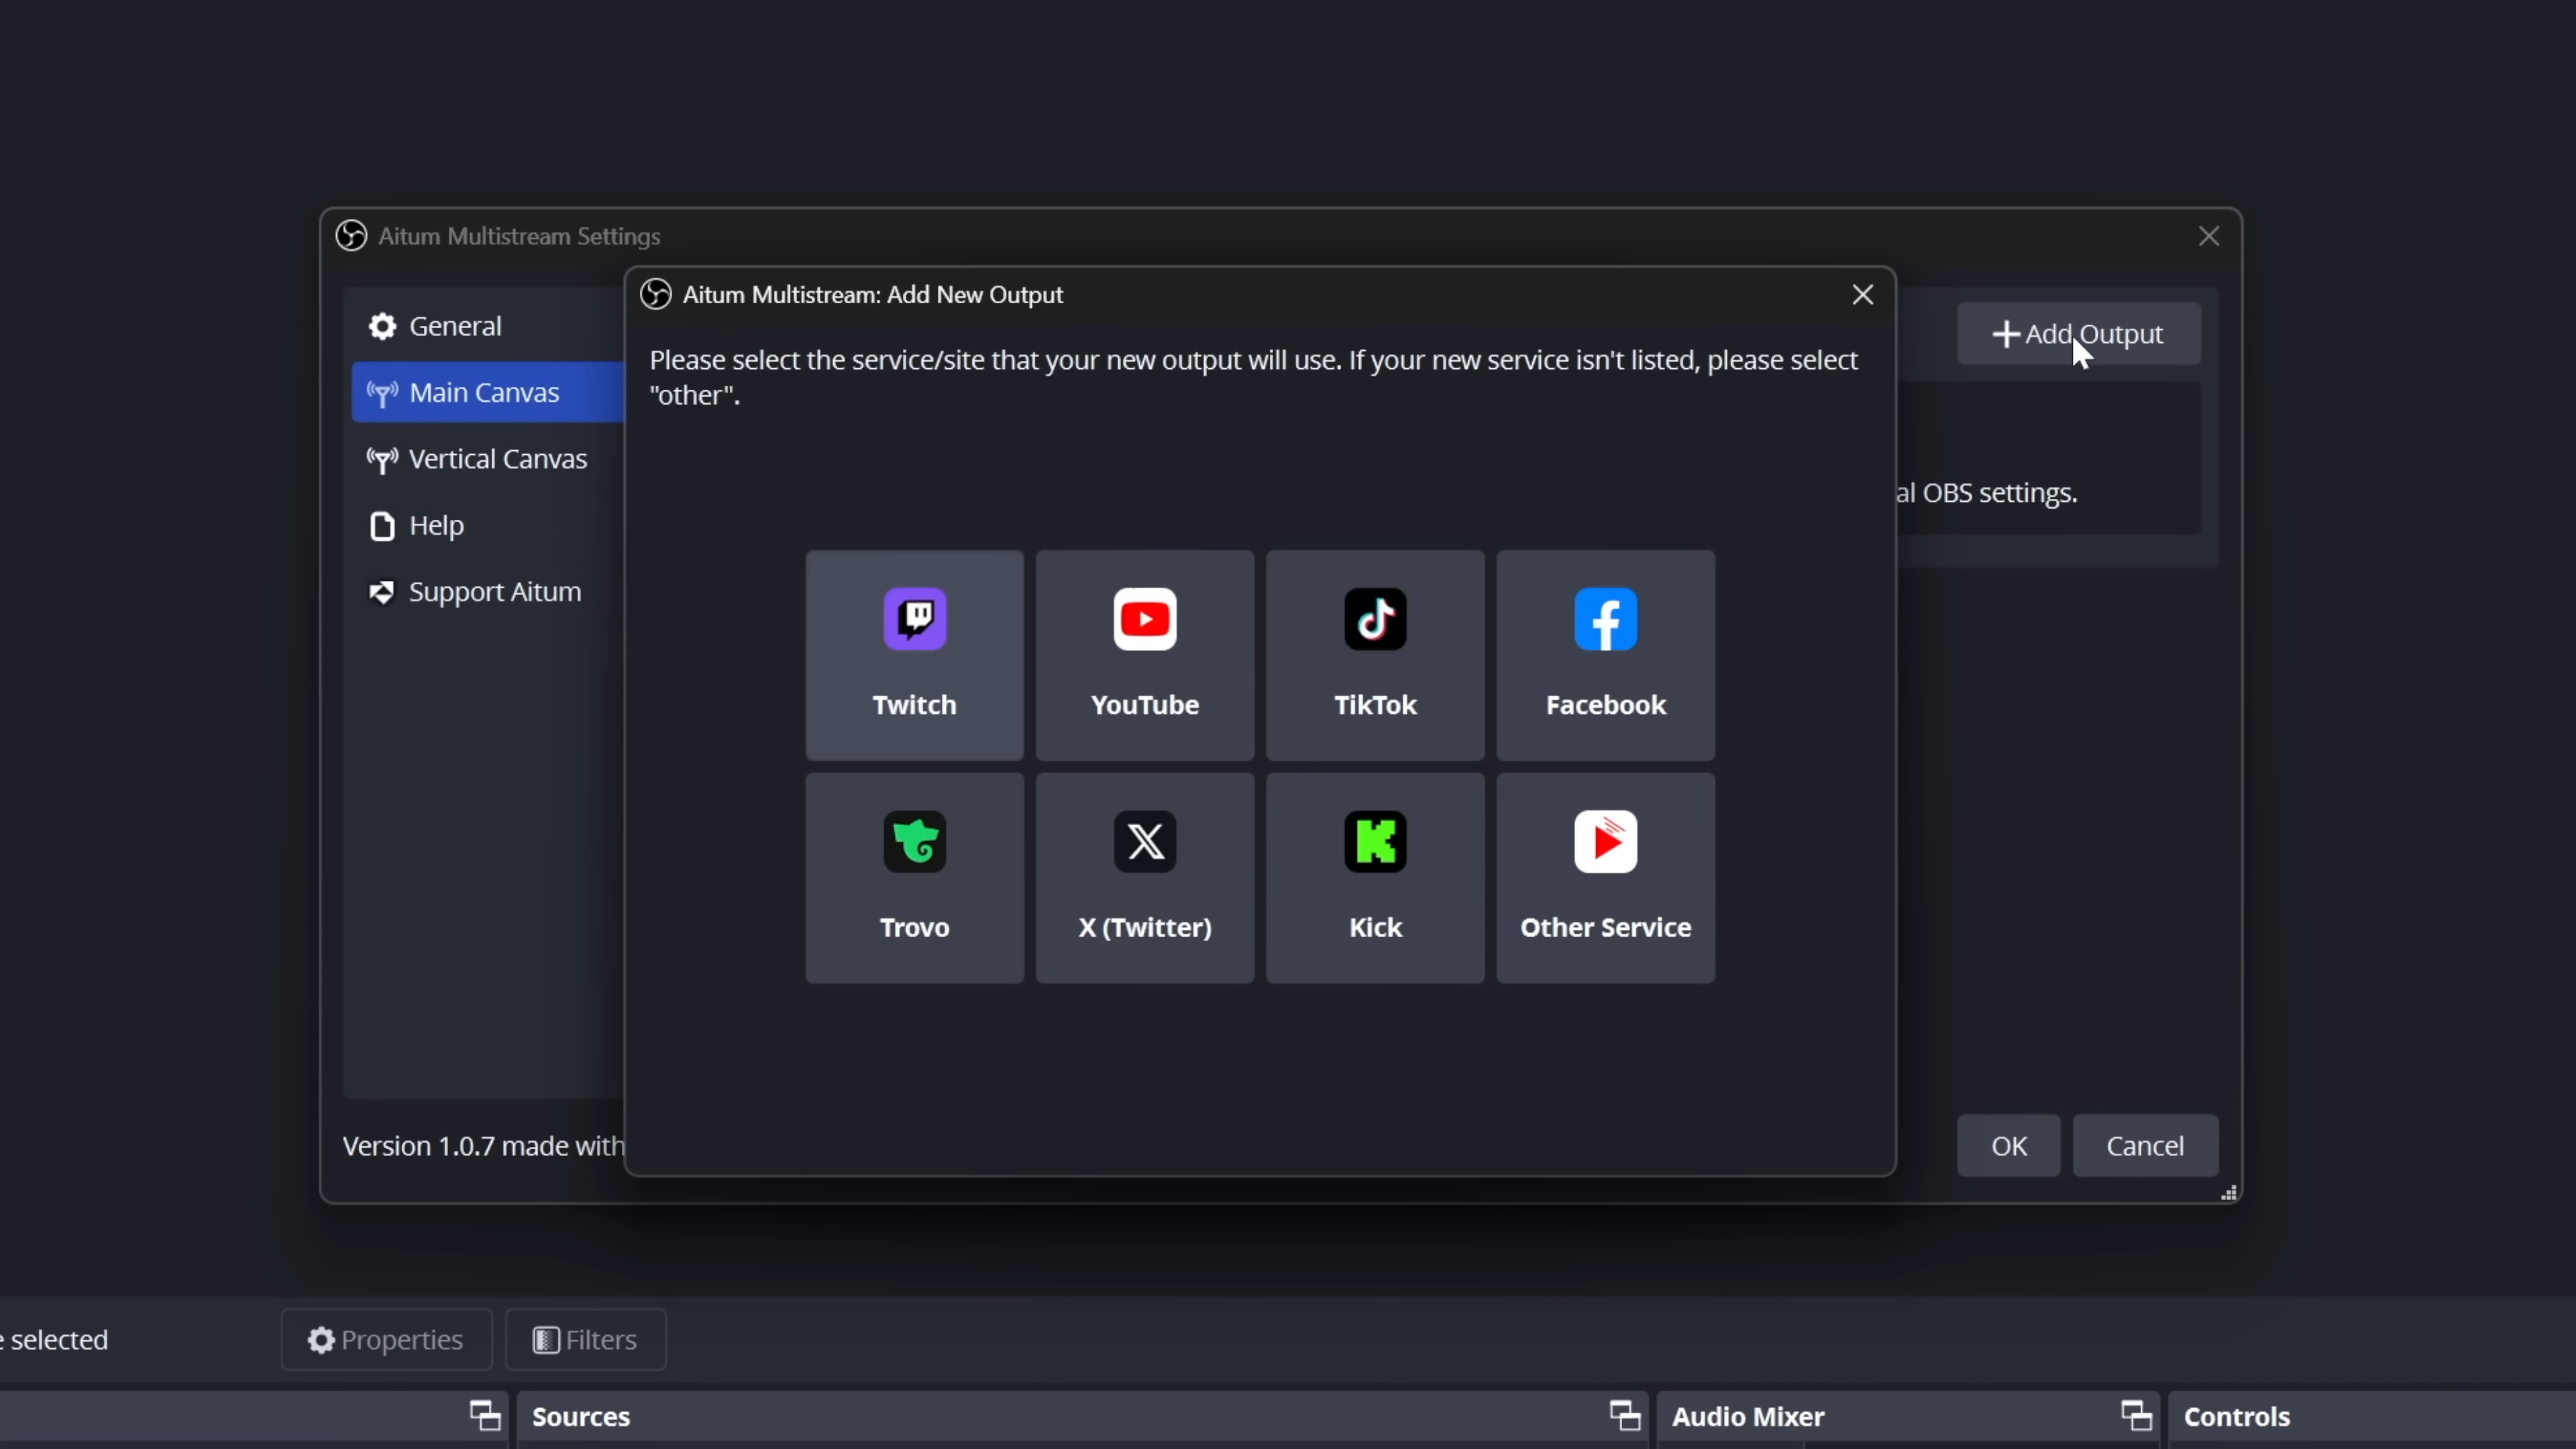 Aitum Multistream Settings
Aitum Multistream: Add New Output
General
Main Canvas
Vertical Canvas
Help
Support Aitum
Add Output
Please select the service/site that your new output will use. If your new service isn't listed, please select
"other".
al OBS settings.
Twitch
YouTube
TikTok
Facebook
Trovo
X (Twitter)
Kick
Other Service
Version 1.0.7 made with
OK
Cancel
e selected
Properties
Filters
Sources
Audio Mixer
Controls